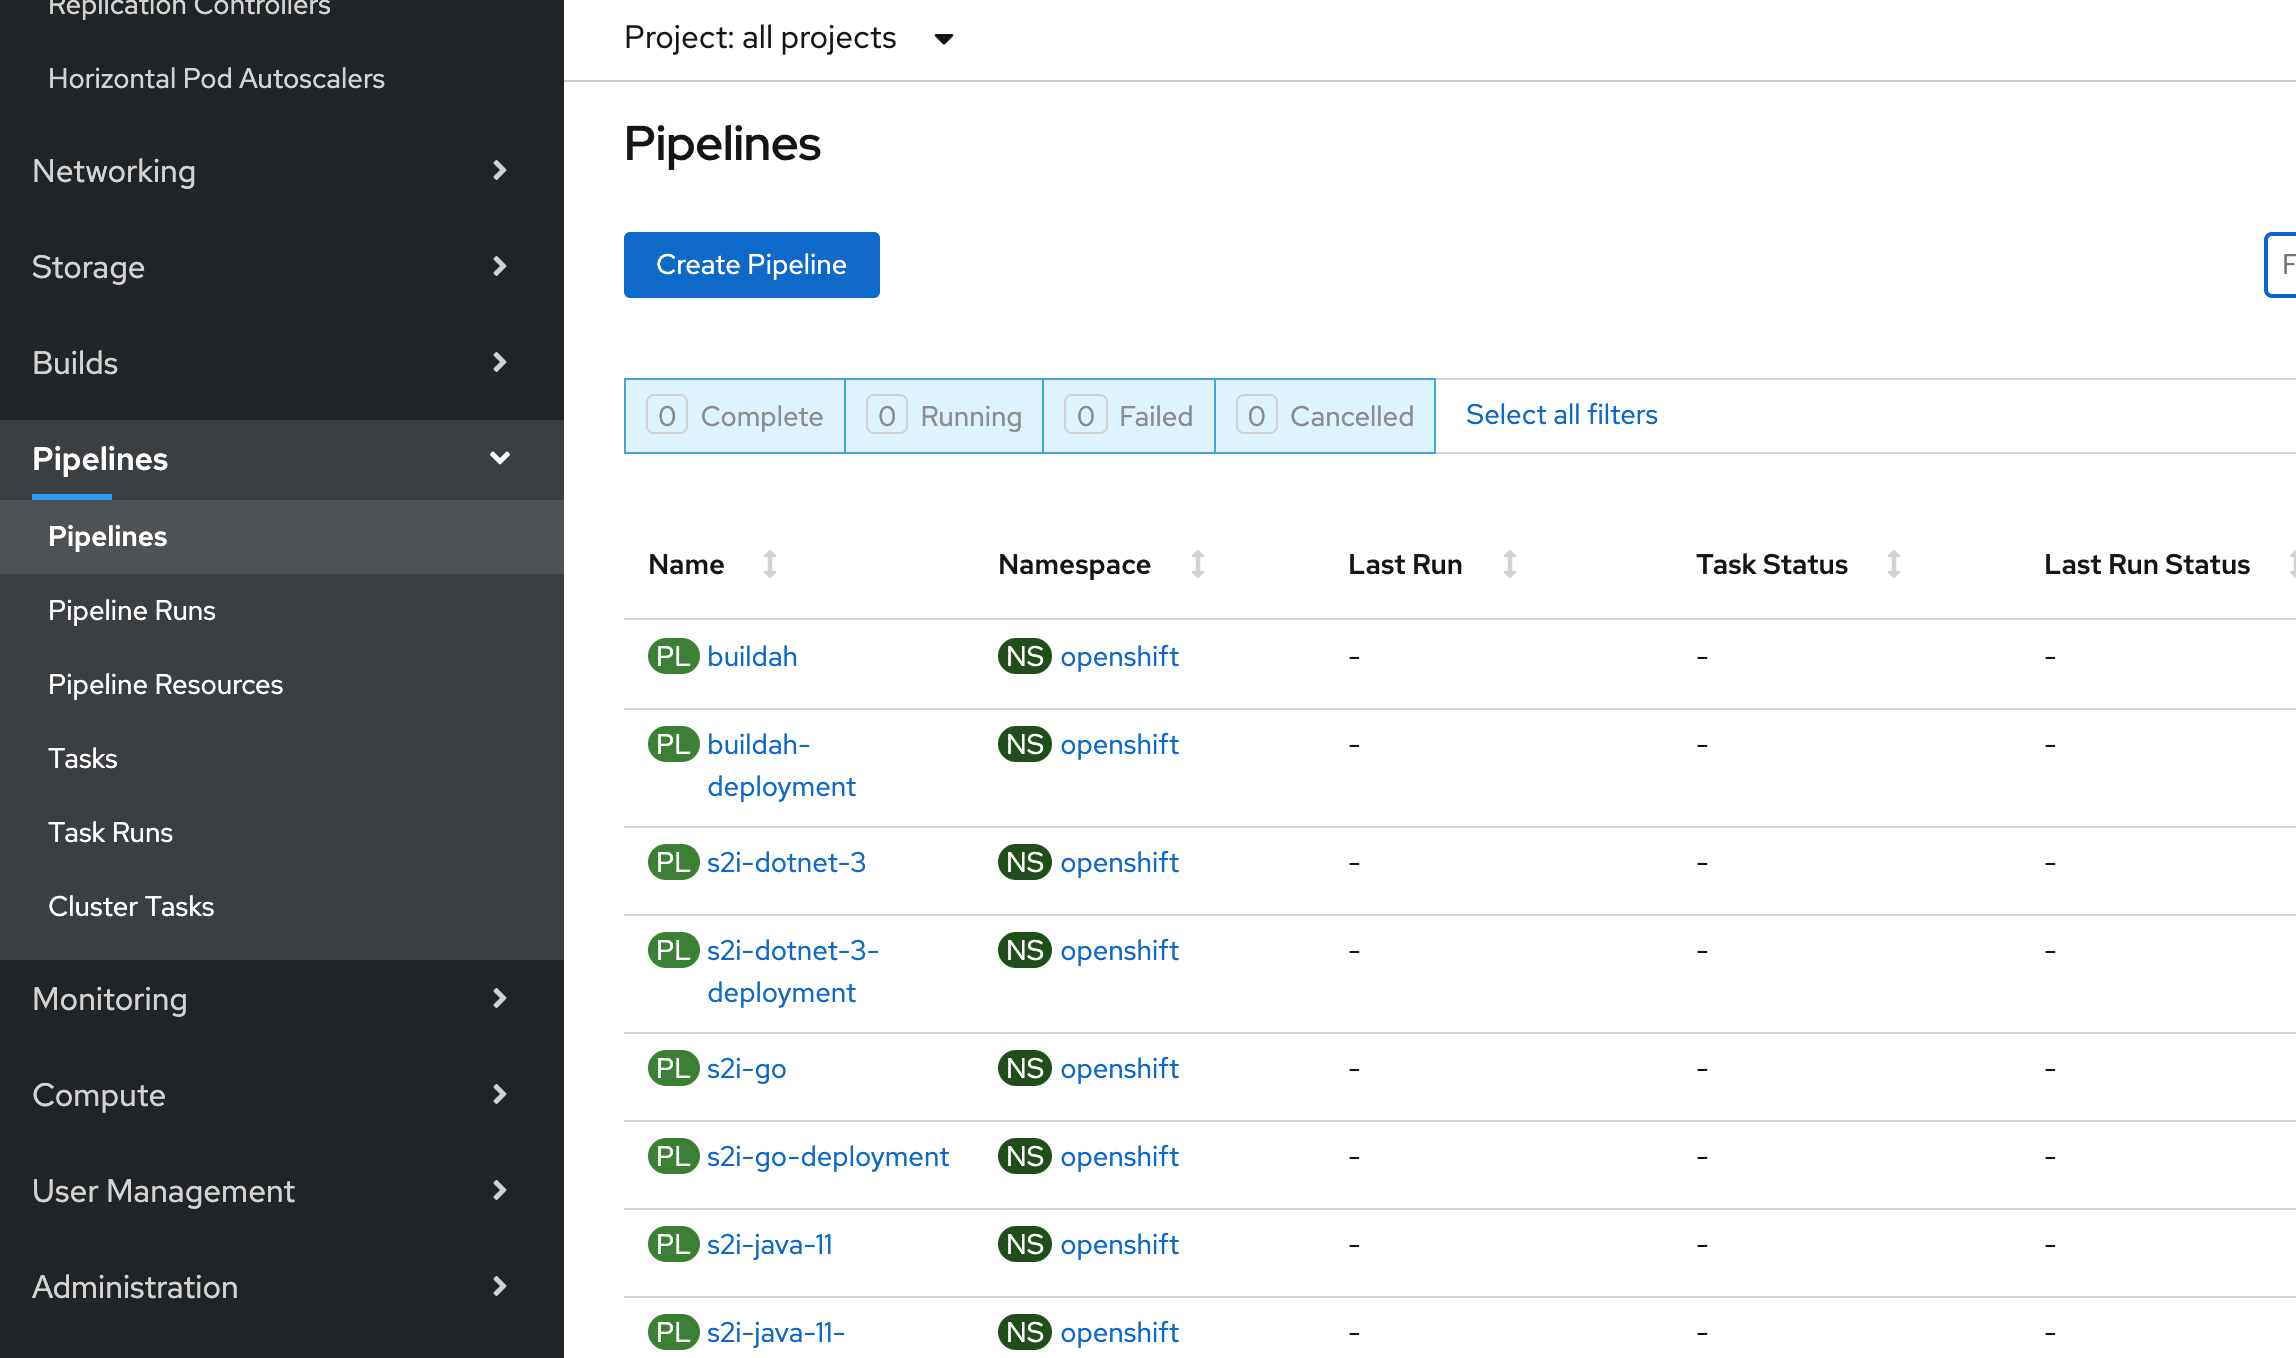 Replication Controllers
Horizontal Pod Autoscalers
Networking
Storage
Builds
Pipelines
Pipelines
Pipeline Runs
Pipeline Resources
Tasks
Task Runs
Cluster Tasks
Monitoring
Compute
User Management
Administration
Project: all projects
Pipelines
Create Pipeline
F
0 Complete 0 Running 0 Failed 0 Cancelled Select all filters
Name Namespace Last Run Task Status Last Run Status
PL buildah NS openshift - - -
PL buildah- NS openshift - - -
deployment
PL s2i-dotnet-3 NS openshift - - -
PL s2i-dotnet-3- NS openshift - - -
deployment
PL s2i-go NS openshift - - -
PL s2i-go-deployment NS openshift - - -
PL s2i-java-11 NS openshift - - -
PL s2i-java-11- NS openshift - - -